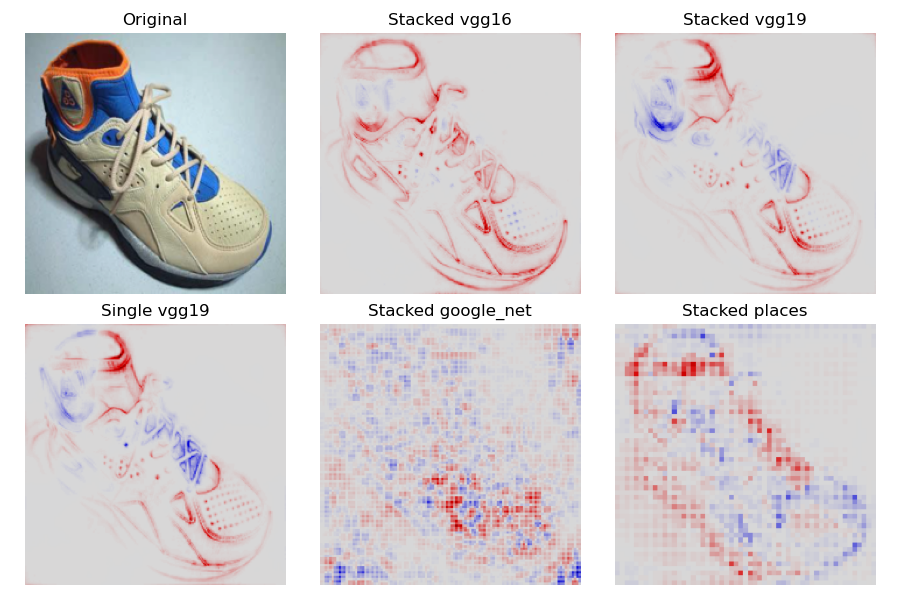 Original
Stacked vgg16
Stacked vgg19
Single vgg19
Stacked google_net
Stacked places